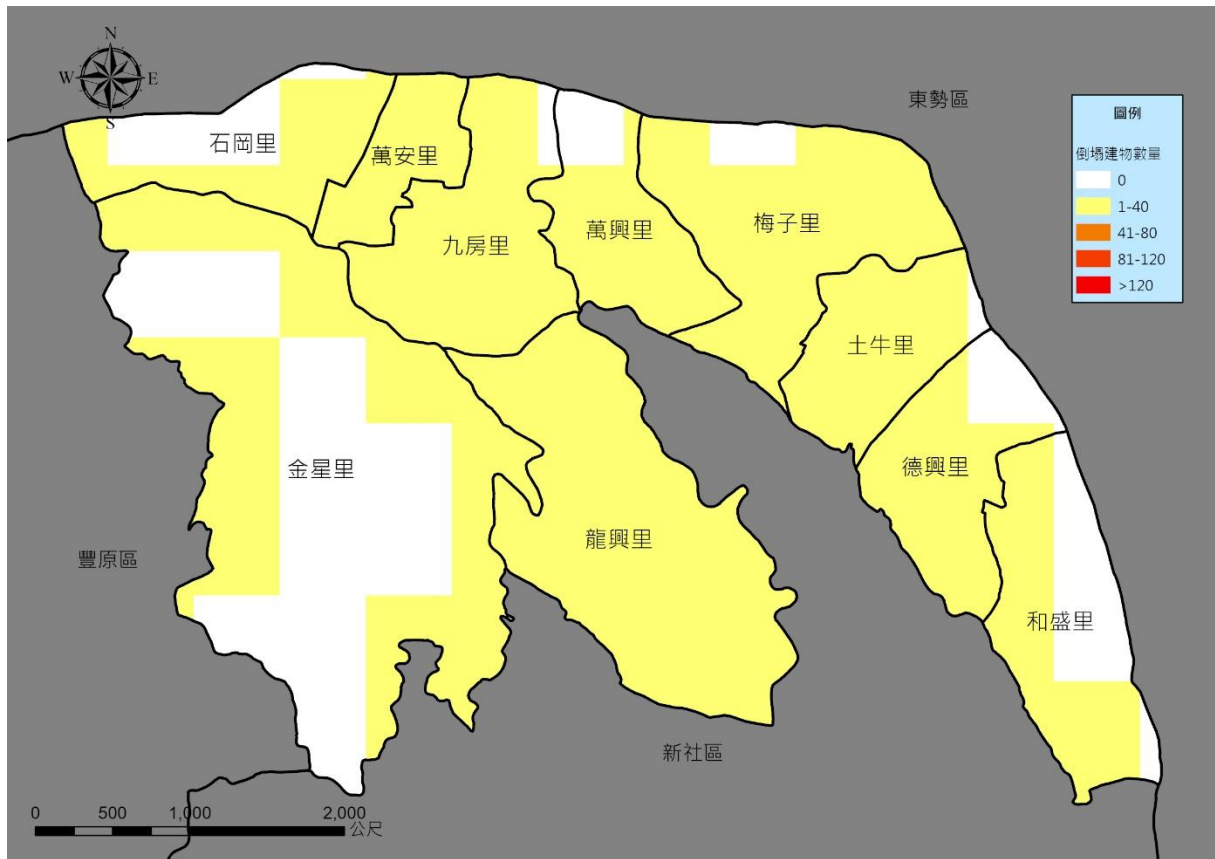 N
W E
S
東勢區
圖例
倒塌建物數量
0
1-40
41-80
81-120
>120
石岡里
萬安里
九房里
萬興里
梅子里
土牛里
金星里
德興里
龍興里
豐原區
和盛里
新社區
0 500 1,000 2,000
公尺